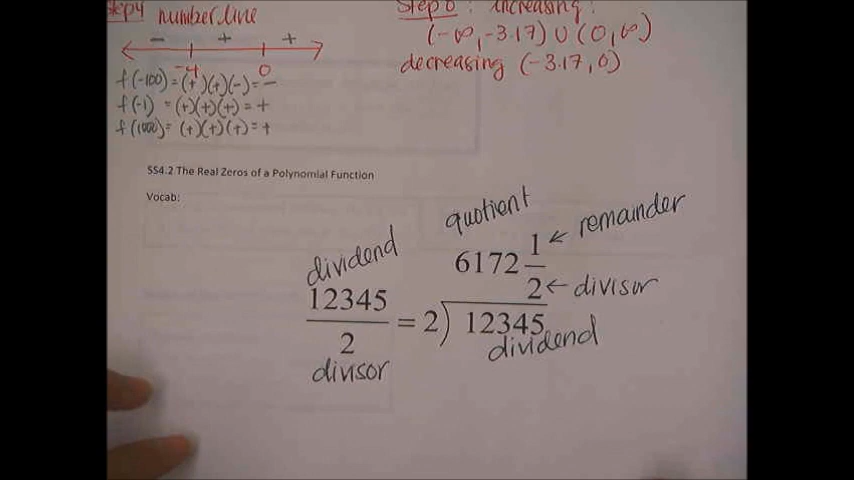 Step 4 number line
- + +
-4 0
f(-100) = (+)(+)(-) = -
f(-1) = (+)(+)(+) = +
f(1000) = (+)(+)(+) = +
Step 6: increasing:
(-∞, -3.17) ∪ (0, ∞)
decreasing (-3.17, 0)
SS4.2 The Real Zeros of a Polynomial Function
Vocab:
quotient
dividend
6172 1/2 ← remainder
← divisor
12345/2 = 2) 12345
divisor
dividend